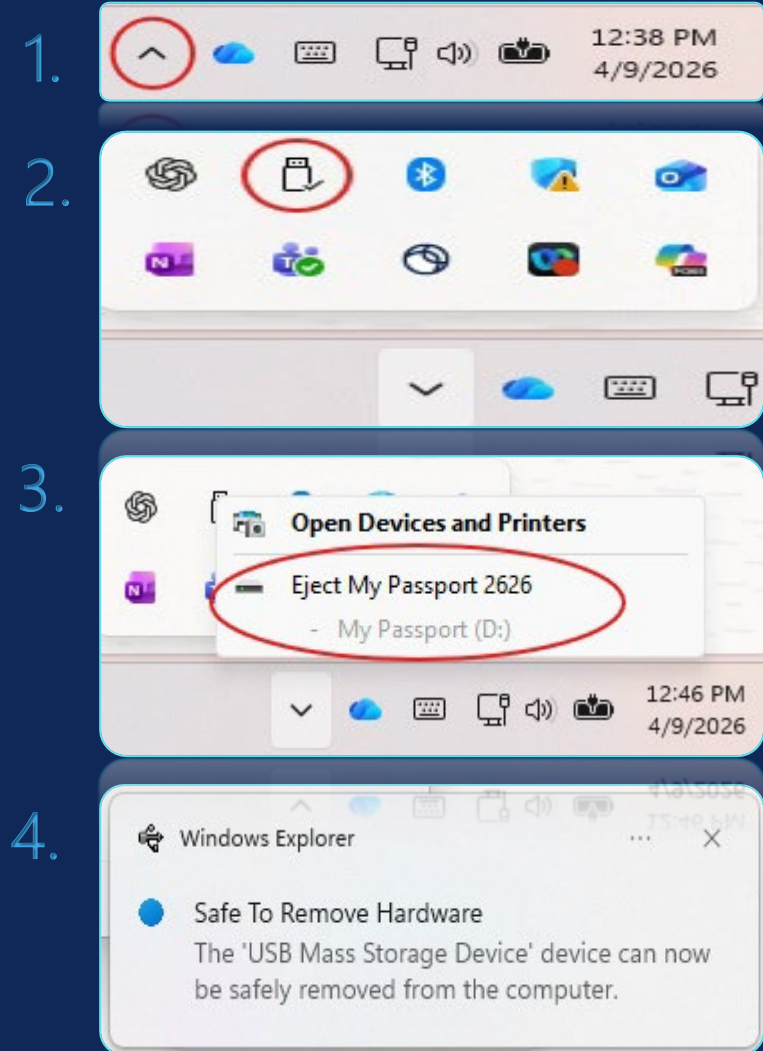 1.
12:38 PM
4/9/2026
2.
3.
Open Devices and Printers
Eject My Passport 2626
- My Passport (D:)
12:46 PM
4/9/2026
4.
Windows Explorer
Safe To Remove Hardware
The 'USB Mass Storage Device' device can now
be safely removed from the computer.